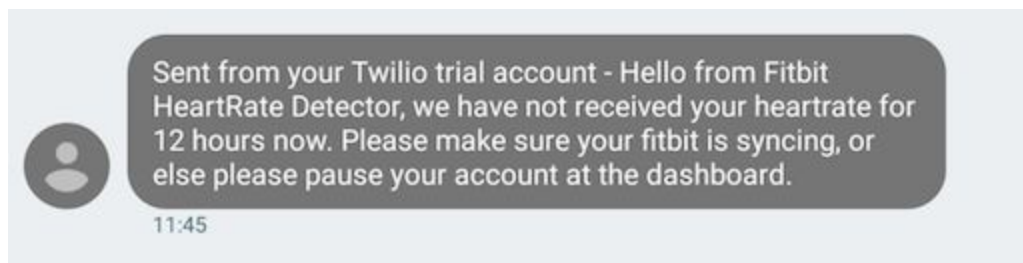 Sent from your Twilio trial account - Hello from Fitbit
HeartRate Detector, we have not received your heartrate for
12 hours now. Please make sure your fitbit is syncing, or
else please pause your account at the dashboard.
11:45